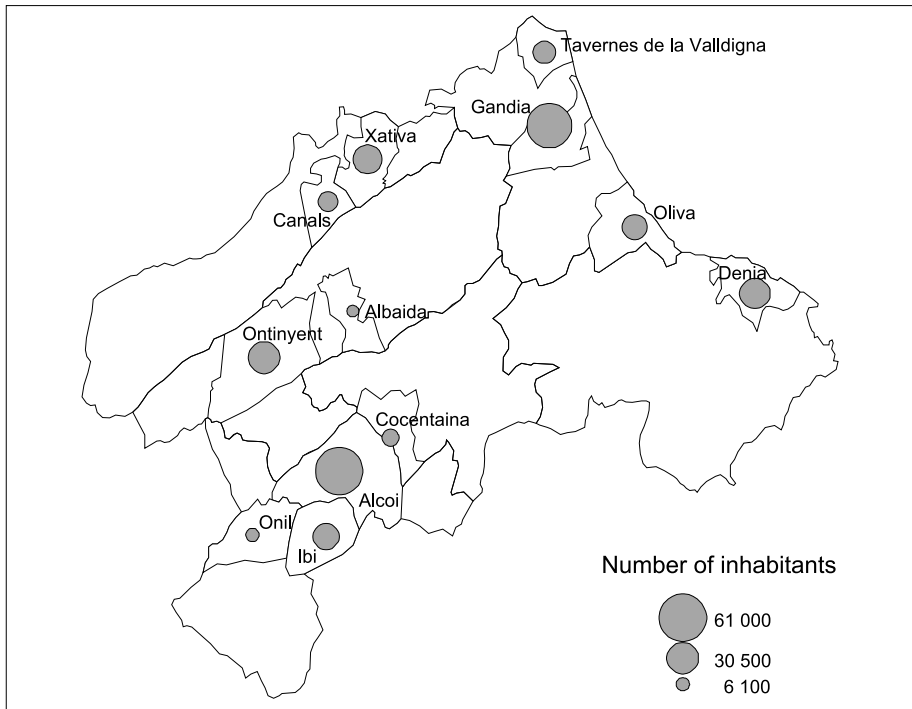 Tavernes de la Valldigna
Gandia
Xativa
Canals
Oliva
Denia
Albaida
Ontinyent
Cocentaina
Alcoi
Onil
Ibi
Number of inhabitants
61 000
30 500
6 100